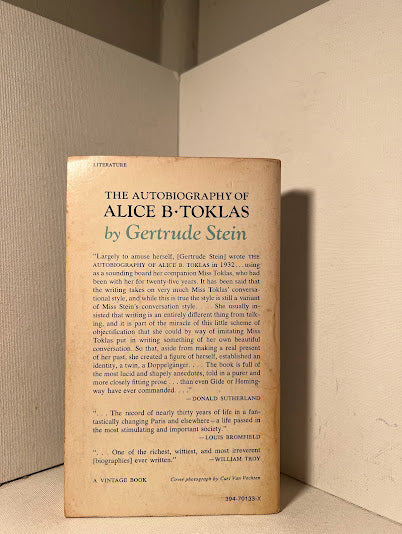 LITERATURE
THE AUTOBIOGRAPHY OF
ALICE B·TOKLAS
by Gertrude Stein
"Largely to amuse herself, [Gertrude Stein] wrote THE
AUTOBIOGRAPHY OF ALICE B. TOKLAS in 1932 . . . using
as a sounding board her companion Miss Toklas, who had
been with her for twenty-five years. It has been said that
the writing takes on very much Miss Toklas' conversa-
tional style, and while this is true the style is still a variant
of Miss Stein's conversation style. . . . She usually in-
sisted that writing is an entirely different thing from talk-
ing, and it is part of the miracle of this little scheme of
objectification that she could by way of imitating Miss
Toklas put in writing something of her own beautiful
conversation. So that, aside from making a real present
of her past, she created a figure of herself, established an
identity, a twin, a Doppelgänger. . . . The book is full of
the most lucid and shapely anecdotes, told in a purer and
more closely fitting prose . . . than even Gide or Heming-
way have ever commanded. . . ."
—DONALD SUTHERLAND
". . . The record of nearly thirty years of life in a fan-
tastically changing Paris and elsewhere—a life passed in
the most stimulating and important society."
—LOUIS BROMFIELD
". . . One of the richest, wittiest, and most irreverent
[biographies] ever written." —WILLIAM TROY
A VINTAGE BOOK Cover photograph by Carl Van Vechten
394-70133-X